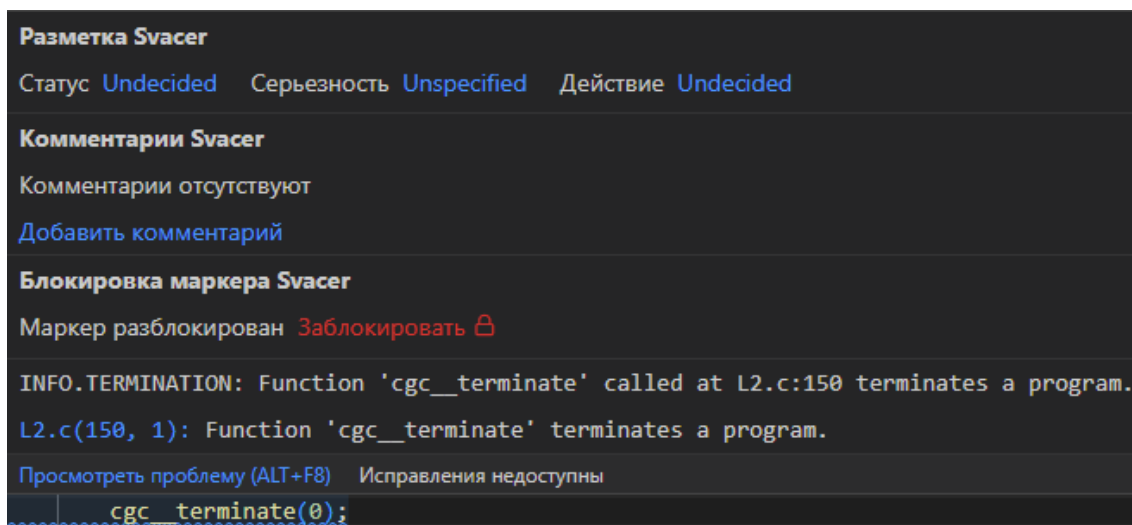 Разметка Svacer
Статус Undecided Серьезность Unspecified Действие Undecided
Комментарии Svacer
Комментарии отсутствуют
Добавить комментарий
Блокировка маркера Svacer
Маркер разблокирован Заблокировать
INFO.TERMINATION: Function 'cgc__terminate' called at L2.c:150 terminates a program.
L2.c(150, 1): Function 'cgc__terminate' terminates a program.
Просмотреть проблему (ALT+F8) Исправления недоступны
cgc__terminate(0);